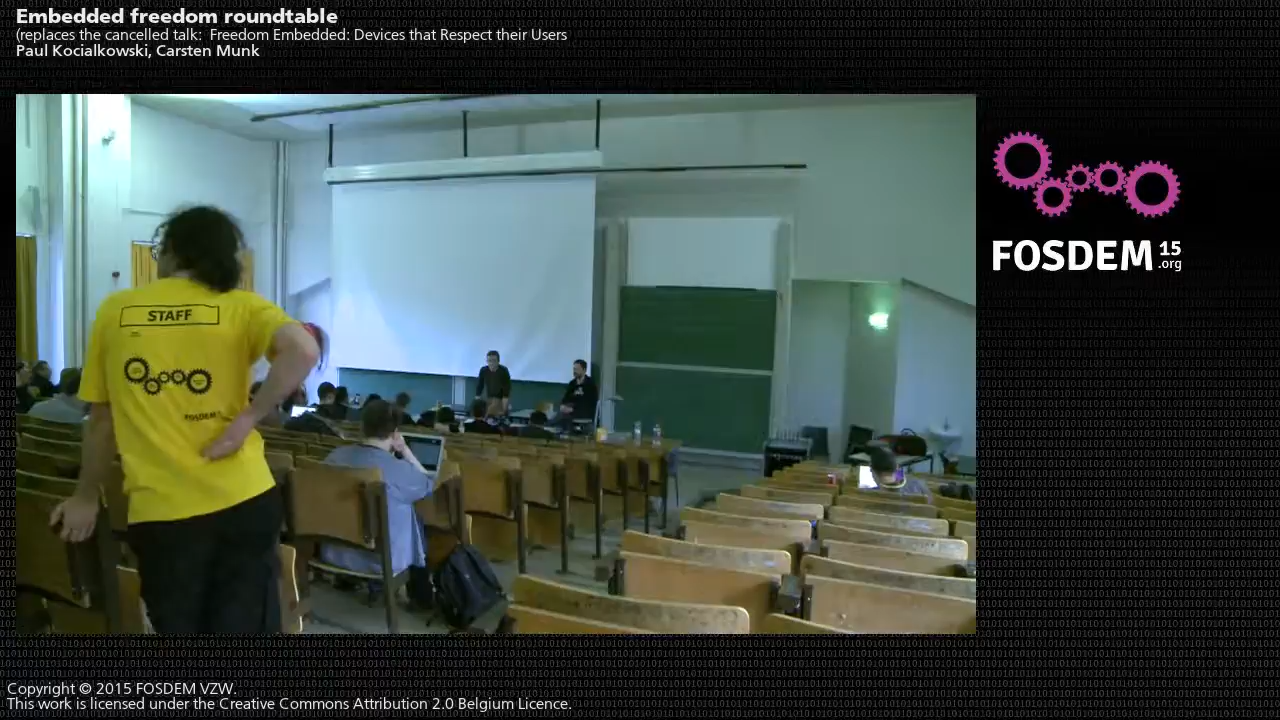 Embedded freedom roundtable
(replaces the cancelled talk:  Freedom Embedded: Devices that Respect their Users
Paul Kocialkowski, Carsten Munk
FOSDEM 15
.org
STAFF
FOSDEM
Copyright © 2015 FOSDEM VZW.
This work is licensed under the Creative Commons Attribution 2.0 Belgium Licence.